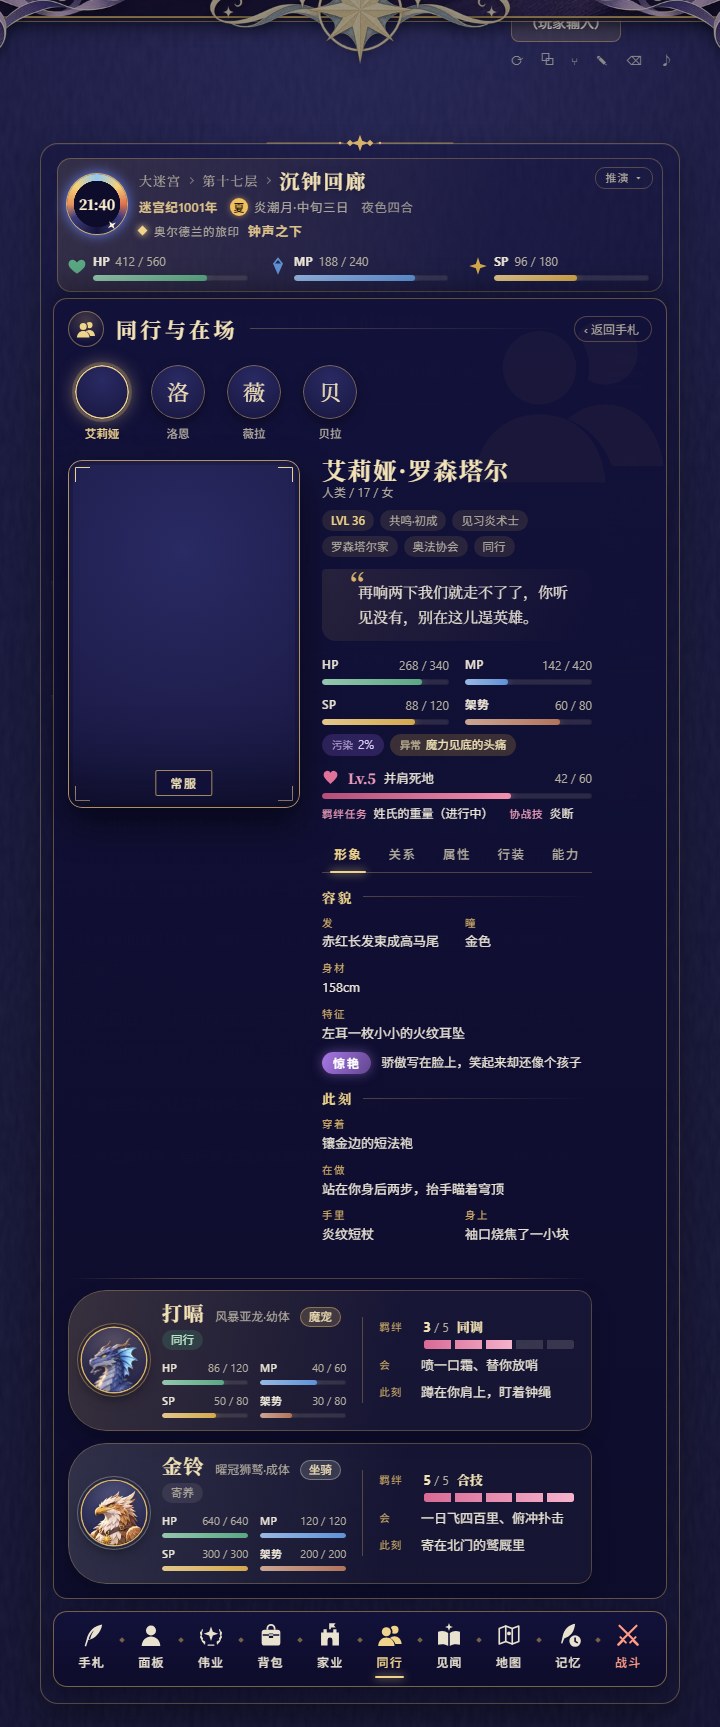 （玩家输入）
大迷宫 › 第十七层 › 沉钟回廊
推演
21:40
迷宫纪1001年 夏 炎潮月·中旬三日 夜色四合
奥尔德兰的旅印 钟声之下
HP 412 / 560 MP 188 / 240 SP 96 / 180
同行与在场
‹ 返回手札
洛 薇 贝
艾莉娅 洛恩 薇拉 贝拉
艾莉娅·罗森塔尔
人类 / 17 / 女
LVL 36 共鸣·初成 见习炎术士
罗森塔尔家 奥法协会 同行
“再响两下我们就走不了了，你听
见没有，别在这儿逞英雄。
HP 268 / 340 MP 142 / 420
SP 88 / 120 架势 60 / 80
污染 2% 异常 魔力见底的头痛
Lv.5 并肩死地 42 / 60
羁绊任务 姓氏的重量（进行中） 协战技 炎断
常服
形象 关系 属性 行装 能力
容貌
发 瞳
赤红长发束成高马尾 金色
身材
158cm
特征
左耳一枚小小的火纹耳坠
惊艳 骄傲写在脸上，笑起来却还像个孩子
此刻
穿着
镶金边的短法袍
在做
站在你身后两步，抬手瞄着穹顶
手里 身上
炎纹短杖 袖口烧焦了一小块
打嗝 风暴亚龙·幼体 魔宠
同行
HP 86 / 120 MP 40 / 60
SP 50 / 80 架势 30 / 80
羁绊 3 / 5 同调
会 喷一口霜、替你放哨
此刻 蹲在你肩上，盯着钟绳
金铃 曜冠狮鹫·成体 坐骑
寄养
HP 640 / 640 MP 120 / 120
SP 300 / 300 架势 200 / 200
羁绊 5 / 5 合技
会 一日飞四百里、俯冲扑击
此刻 寄在北门的鹫厩里
手札 面板 伟业 背包 家业 同行 见闻 地图 记忆 战斗